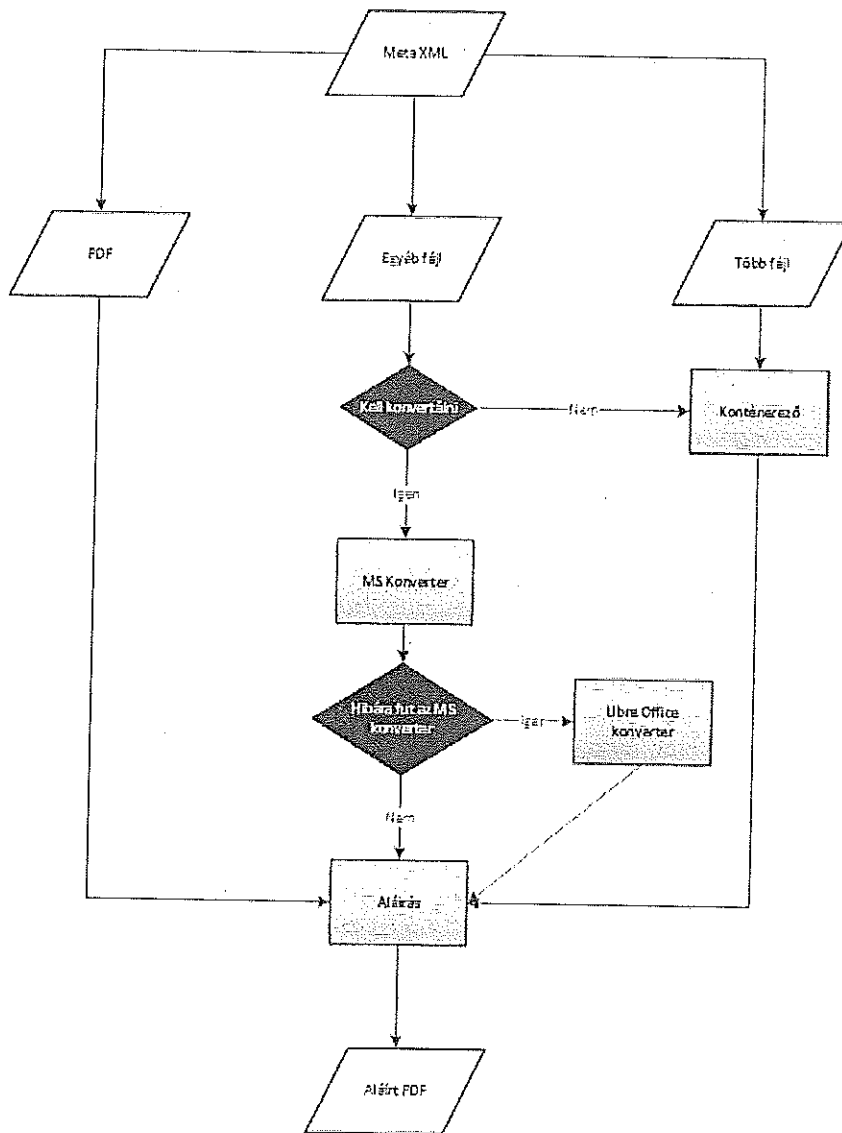 Meta XML
PDF
Egyéb fájl
Több fájl
Kell konvertálni
Nem
Konténerező
Igen
MS Konverter
Hibára fut az MS
konverter
Igen
Libre Office
konverter
Nem
Aláírás
Aláírt PDF